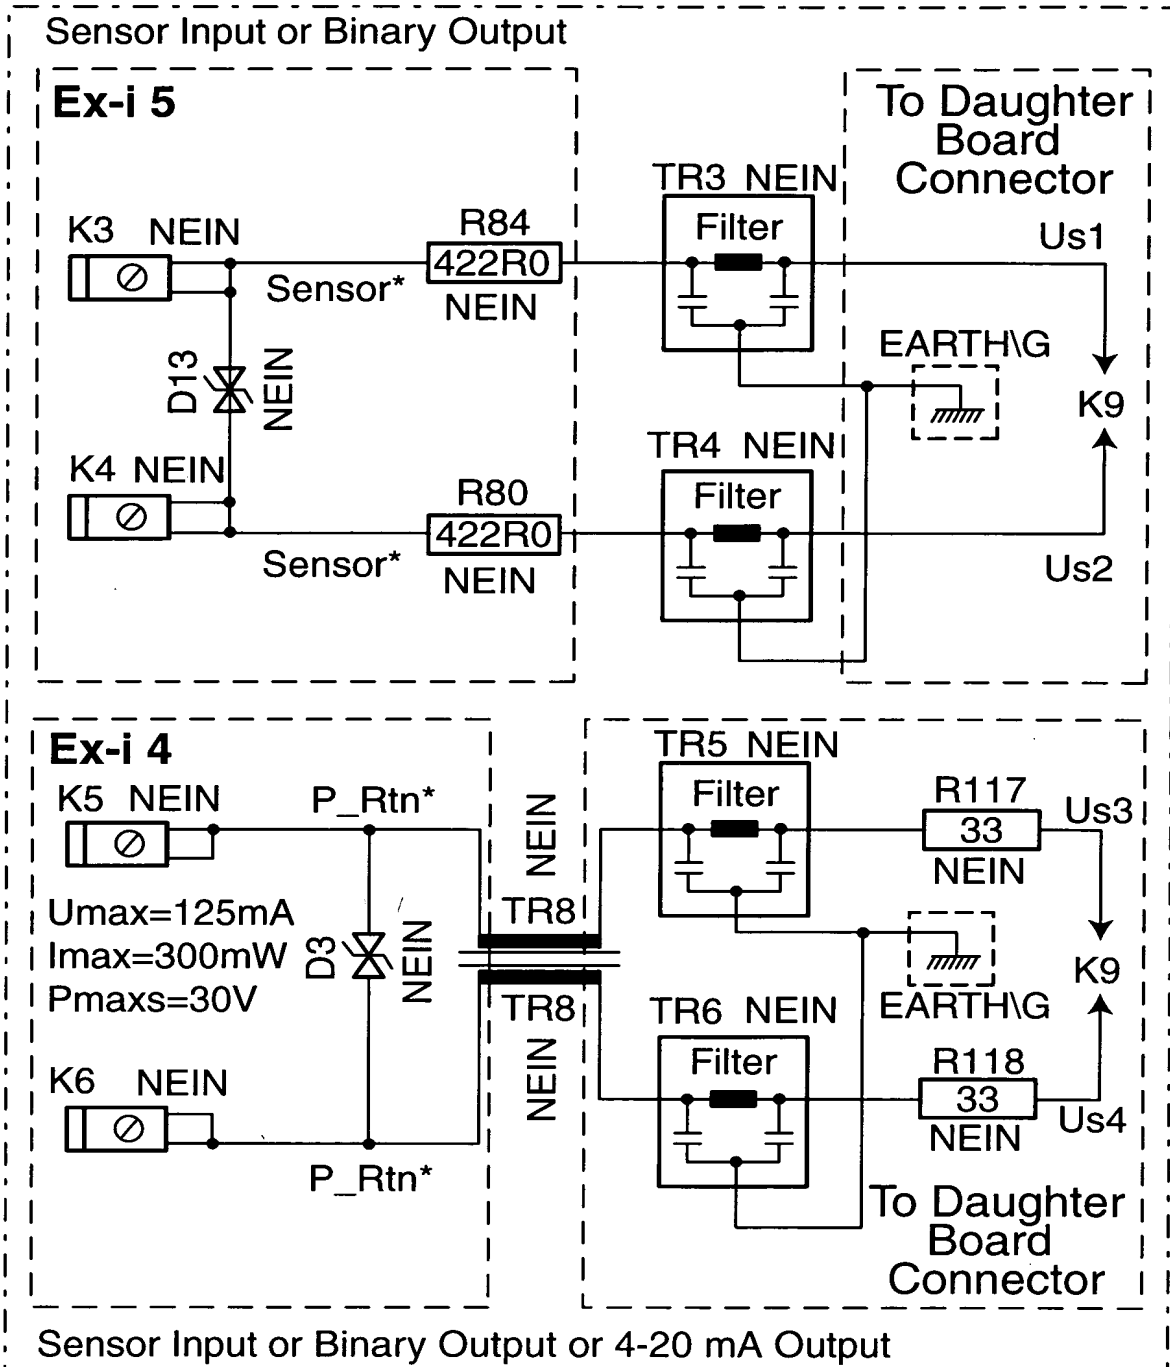 Sensor Input or Binary Output
Ex-i 5
To Daughter
Board
Connector
TR3 NEIN
Filter
K3 NEIN
R84
422R0
NEIN
Sensor*
Us1
EARTH\G
D13
NEIN
K9
TR4 NEIN
Filter
K4 NEIN
R80
422R0
NEIN
Sensor*
Us2
Ex-i 4
TR5 NEIN
Filter
K5 NEIN
P_Rtn*
NEIN
R117
33
NEIN
Us3
Umax=125mA
Imax=300mW
Pmaxs=30V
D3
NEIN
TR8
TR8
NEIN
K9
EARTH\G
TR6 NEIN
Filter
K6 NEIN
R118
33
NEIN
Us4
P_Rtn*
To Daughter
Board
Connector
Sensor Input or Binary Output or 4-20 mA Output